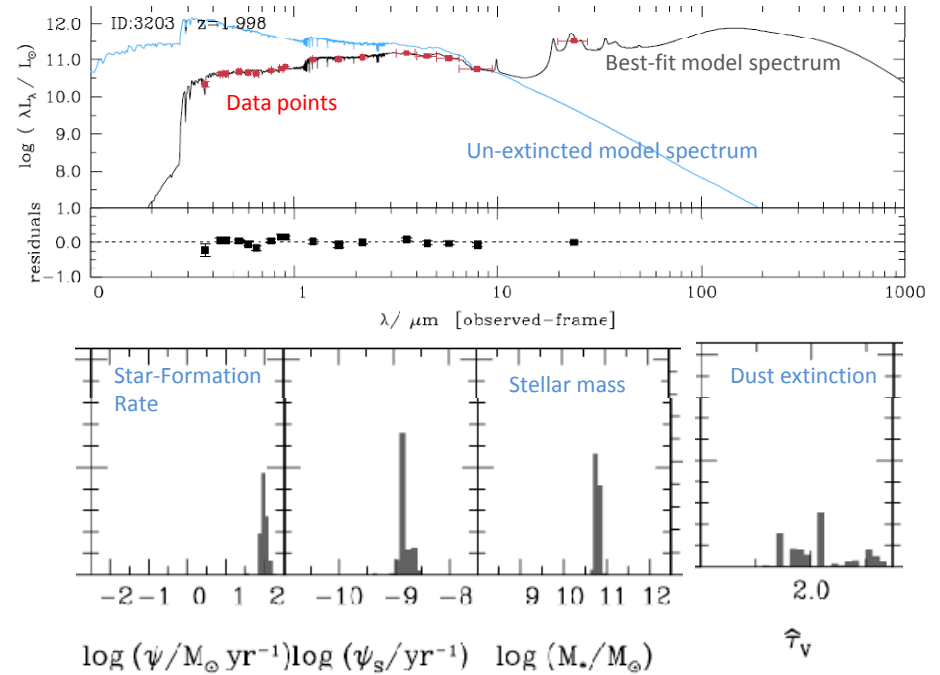 ID:3203 z=1.998
log ( λL_λ / L_⊙)
12.0
11.0
10.0
9.0
8.0
Best-fit model spectrum
Data points
Un-extincted model spectrum
residuals
1.0
0.0
−1.0
0 1 10 100 1000
λ/ μm [observed−frame]
Star-Formation
Rate
Stellar mass
Dust extinction
−2 −1 0 1 2
−10 −9 −8
9 10 11 12
2.0
log (ψ/M_⊙ yr⁻¹)
log (ψ_S/yr⁻¹)
log (M_*/M_⊙)
τ̂_V